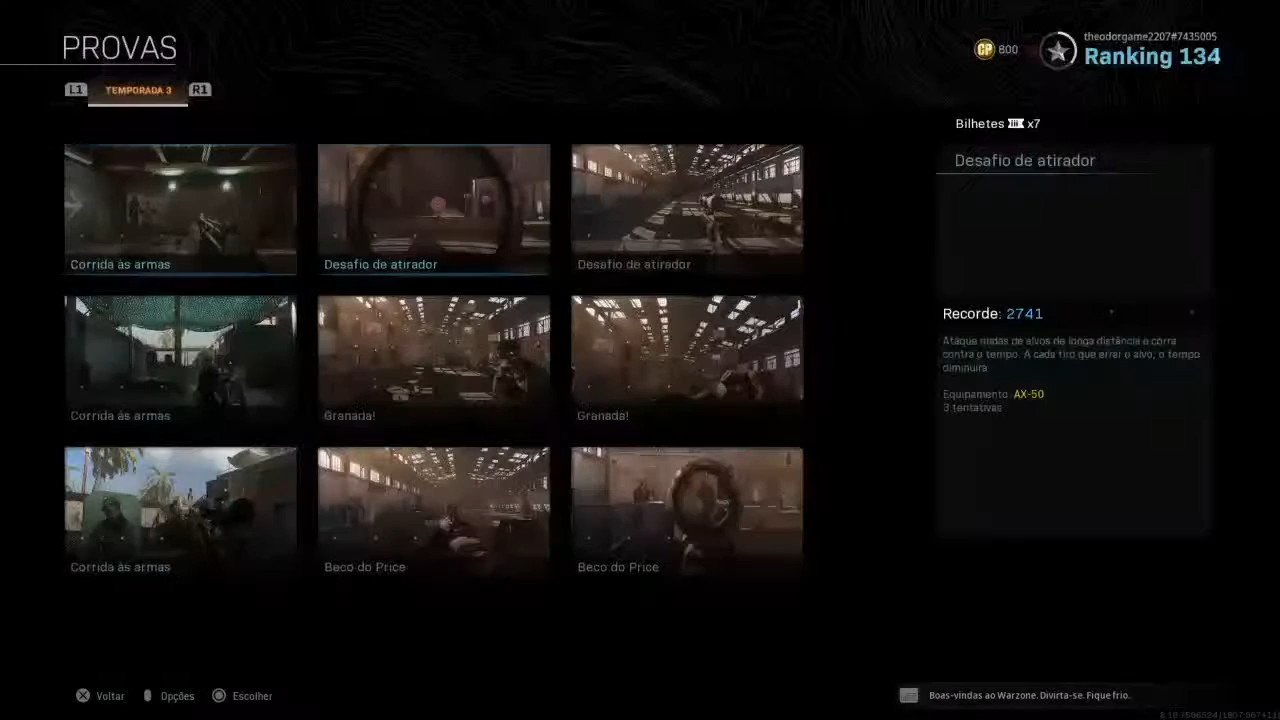 PROVAS
CP 800
theodorgame2207#7435005
Ranking 134
L1 TEMPORADA 3 R1
Bilhetes x7
Desafio de atirador
Corrida às armas
Desafio de atirador
Desafio de atirador
Recorde: 2741
Ataque ondas de alvos de longa distância e corra
contra o tempo. A cada tiro que errar o alvo, o tempo
diminuirá
Equipamento: AX-50
3 tentativas
Corrida às armas
Granada!
Granada!
Corrida às armas
Beco do Price
Beco do Price
Voltar
Opções
Escolher
Boas-vindas ao Warzone. Divirta-se. Fique frio.